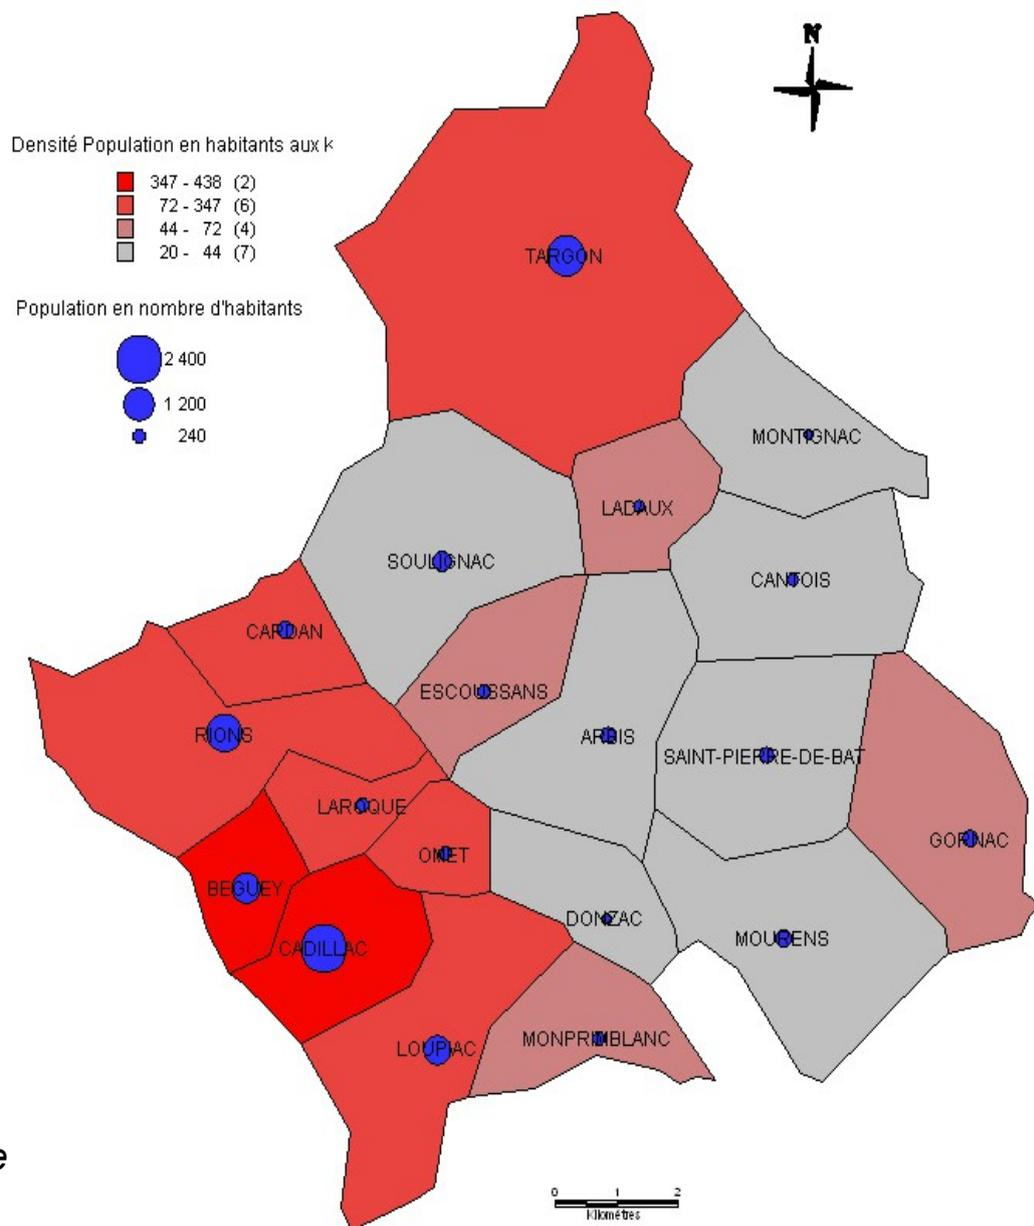 N
Densité Population en habitants aux k
347 - 438 (2)
72 - 347 (6)
44 - 72 (4)
20 - 44 (7)
TARGON
Population en nombre d'habitants
2 400
1 200
240
MONTIGNAC
LADAUX
SOULIGNAC
CANTOIS
CARDAN
ESCOUSSANS
RIONS
ARBIS
SAINT-PIERRE-DE-BAT
LAROQUE
GORNAC
OMET
BEGUEY
DONZAC
MOURENS
CADILLAC
MONPRIMBLANC
LOUPIAC
e
0 1 2
Kilomètres